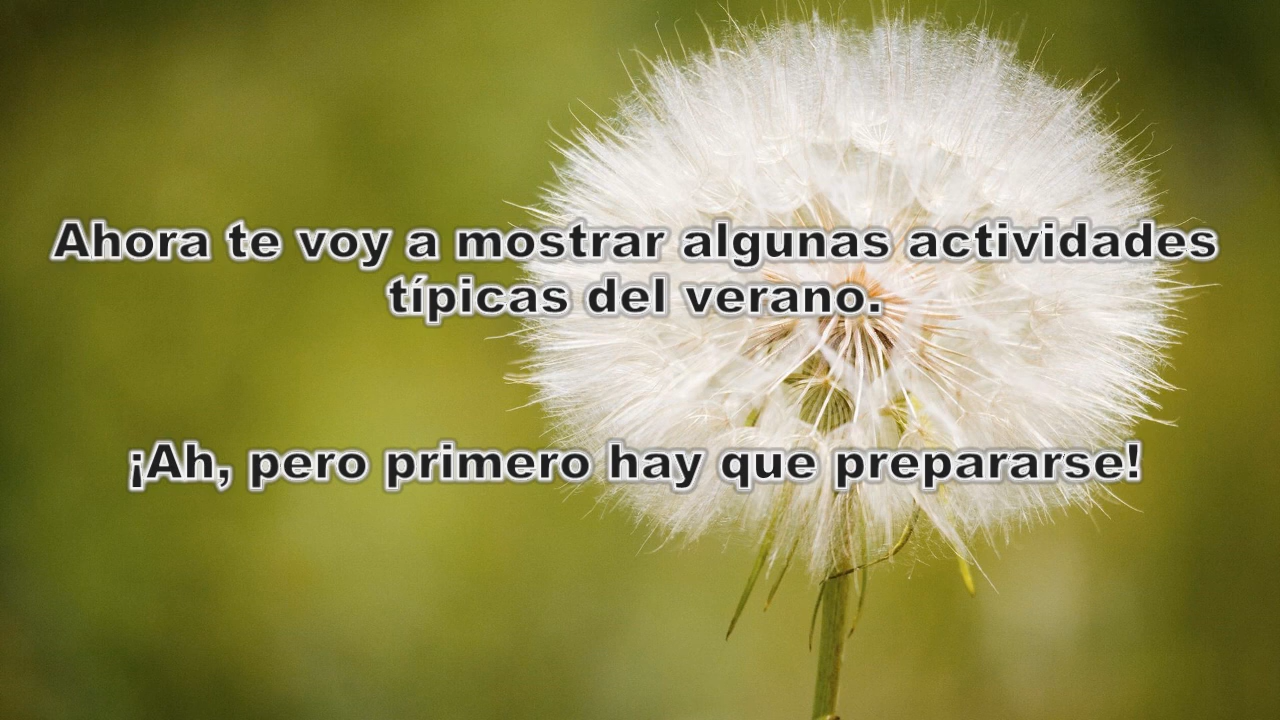 Ahora te voy a mostrar algunas actividades
típicas del verano.
¡Ah, pero primero hay que prepararse!